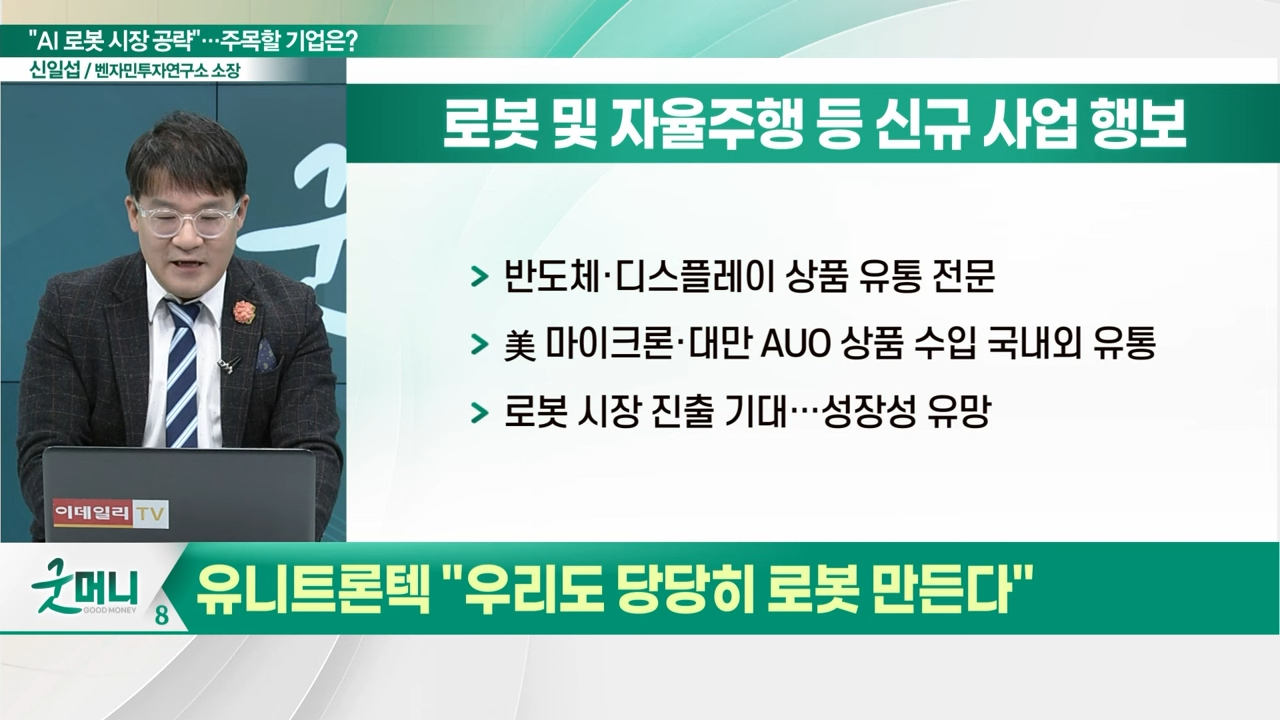 "AI 로봇 시장 공략"…주목할 기업은?
신일섭 / 벤자민투자연구소 소장
로봇 및 자율주행 등 신규 사업 행보
> 반도체·디스플레이 상품 유통 전문
> 美 마이크론·대만 AUO 상품 수입 국내외 유통
> 로봇 시장 진출 기대…성장성 유망
이데일리 TV
굿머니
GOOD MONEY
8
유니트론텍 "우리도 당당히 로봇 만든다"